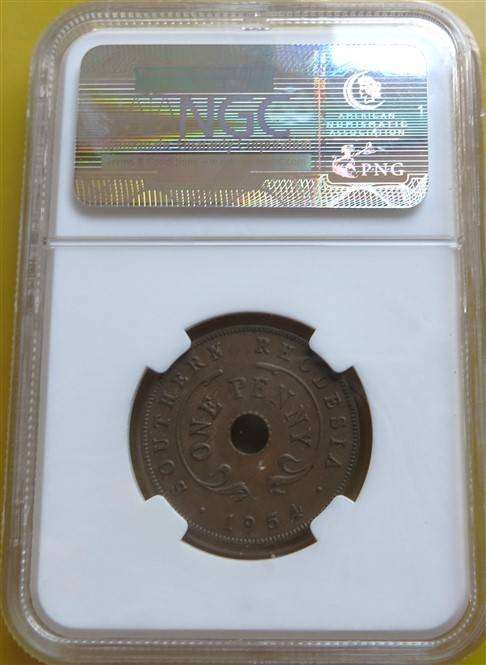 NGC
AMERICAN
NUMISMATIC
ASSOCIATION
PNG
· SOUTHERN RHODESIA ·
ONE PENNY
1954